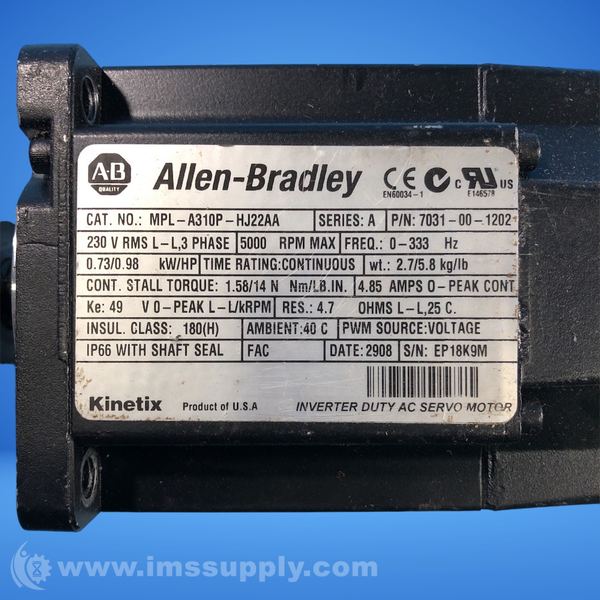 A·B
QUALITY
Allen-Bradley
CE
EN60034-1
C
UR
US
E146578
CAT. NO.: MPL-A310P-HJ22AA SERIES: A P/N: 7031-00-1202
230 V RMS L-L,3 PHASE 5000 RPM MAX FREQ.: 0-333 Hz
0.73/0.98 kW/HP TIME RATING:CONTINUOUS wt.: 2.7/5.8 kg/lb
CONT. STALL TORQUE: 1.58/14 N Nm/LB.IN. 4.85 AMPS 0-PEAK CONT
Ke: 49 V 0-PEAK L-L/kRPM RES.: 4.7 OHMS L-L,25 C.
INSUL. CLASS: 180(H) AMBIENT:40 C PWM SOURCE:VOLTAGE
IP66 WITH SHAFT SEAL FAC DATE:2908 S/N: EP18K9M
Kinetix Product of U.S.A INVERTER DUTY AC SERVO MOTOR
www.imssupply.com